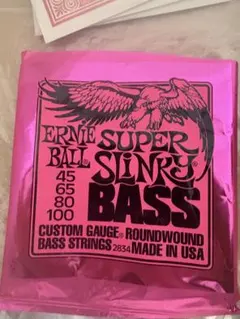 ERNIE BALL
SUPER SLINKY
BASS
45
65
80
100
CUSTOM GAUGE ROUNDWOUND
BASS STRINGS 2834 MADE IN USA